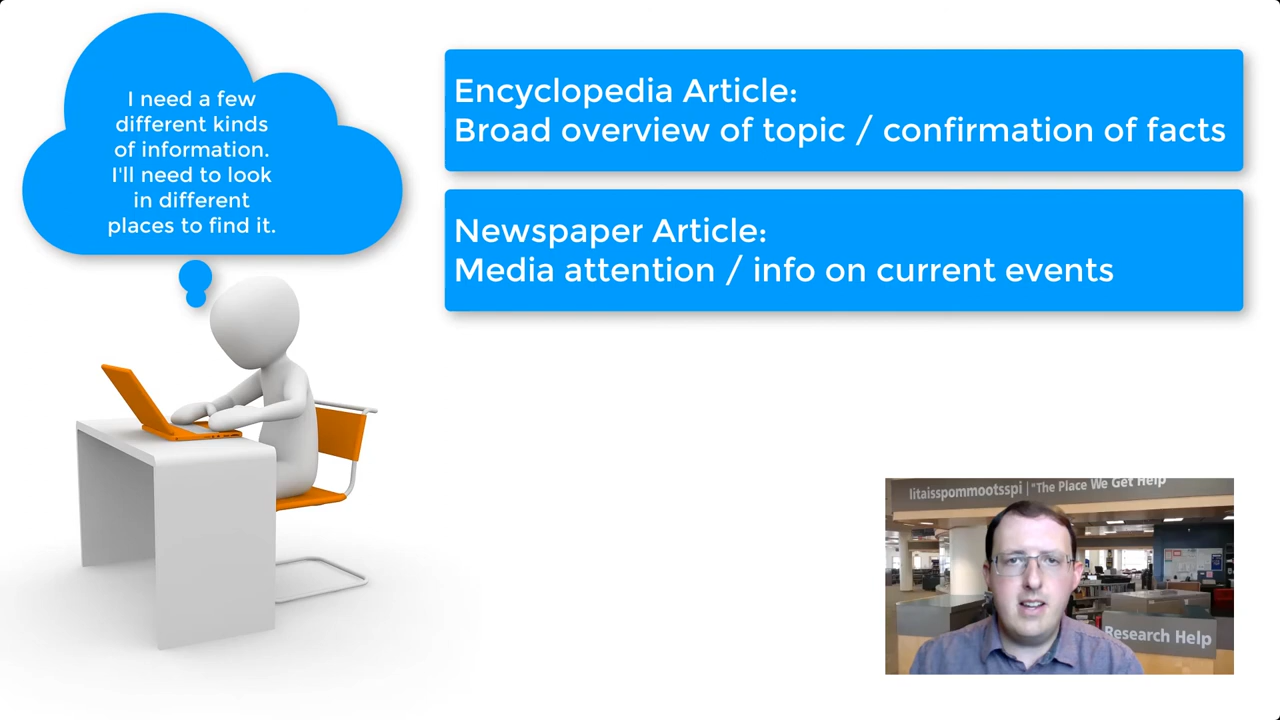 I need a few
different kinds
of information.
I'll need to look
in different
places to find it.
Encyclopedia Article:
Broad overview of topic / confirmation of facts
Newspaper Article:
Media attention / info on current events
litaisspommootsspi | "The Place We Get Help
Research Help